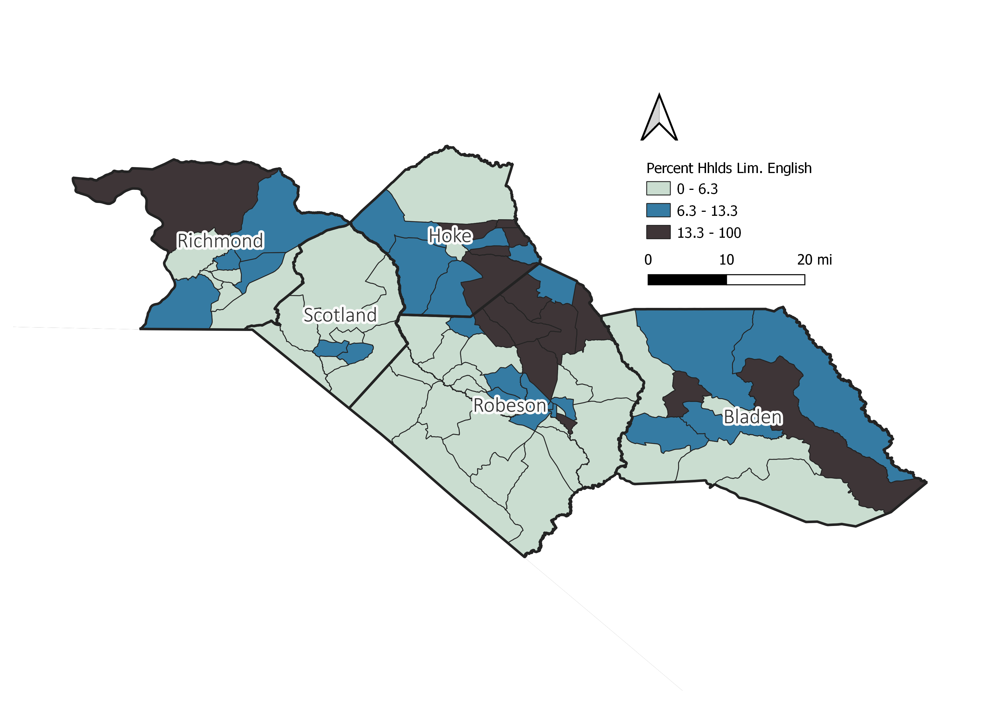 Percent Hhlds Lim. English
0 - 6.3
6.3 - 13.3
13.3 - 100
0 10 20 mi
Richmond
Hoke
Scotland
Robeson
Bladen